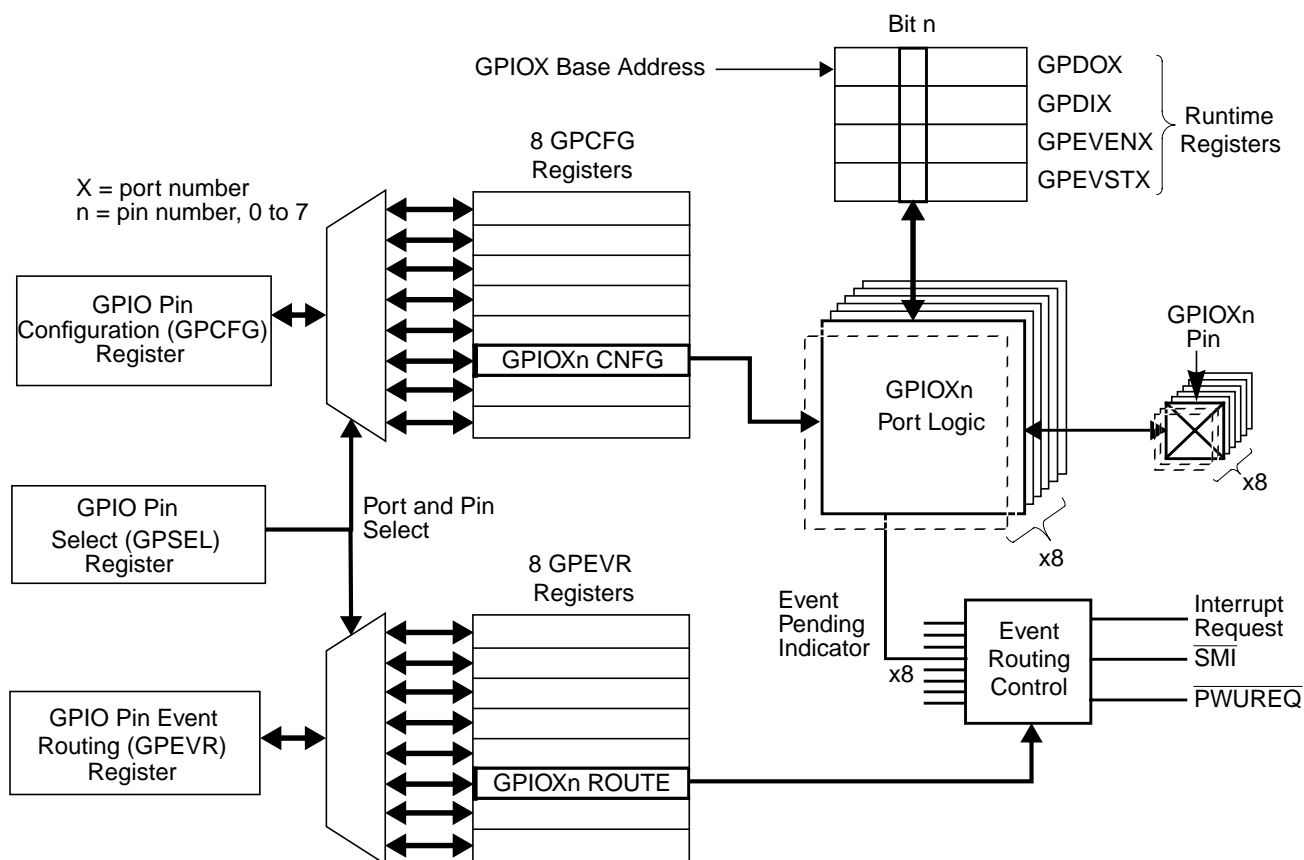 Bit n
GPIOX Base Address
GPDOX
GPDIX
GPEVENX
GPEVSTX
Runtime
Registers
8 GPCFG
Registers
X = port number
n = pin number, 0 to 7
GPIO Pin
Configuration (GPCFG)
Register
GPIOXn CNFG
GPIOXn
Port Logic
GPIOXn
Pin
x8
x8
GPIO Pin
Select (GPSEL)
Register
Port and Pin
Select
8 GPEVR
Registers
Event
Pending
Indicator
x8
Event
Routing
Control
Interrupt
Request
SMI
PWUREQ
GPIO Pin Event
Routing (GPEVR)
Register
GPIOXn ROUTE